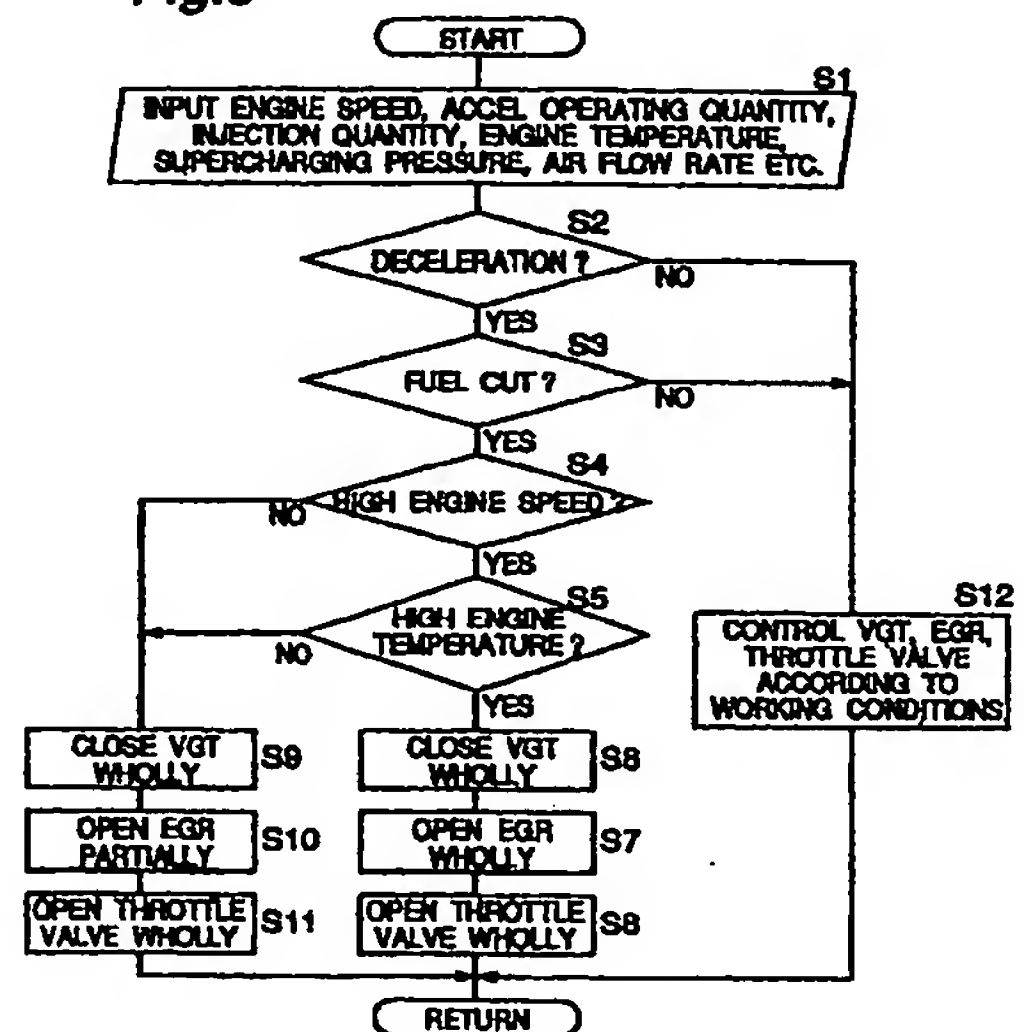 START
S1
INPUT ENGINE SPEED, ACCEL OPERATING QUANTITY,
INJECTION QUANTITY, ENGINE TEMPERATURE,
SUPERCHARGING PRESSURE, AIR FLOW RATE ETC.
S2
DECELERATION ?
NO
YES
S3
FUEL CUT ?
NO
YES
S4
HIGH ENGINE SPEED ?
NO
YES
S5
HIGH ENGINE
TEMPERATURE ?
NO
YES
S12
CONTROL VGT, EGR,
THROTTLE VALVE
ACCORDING TO
WORKING CONDITIONS
CLOSE VGT
WHOLLY
S9
CLOSE VGT
WHOLLY
S8
OPEN EGR
PARTIALLY
S10
OPEN EGR
WHOLLY
S7
OPEN THROTTLE
VALVE WHOLLY
S11
OPEN THROTTLE
VALVE WHOLLY
S8
RETURN